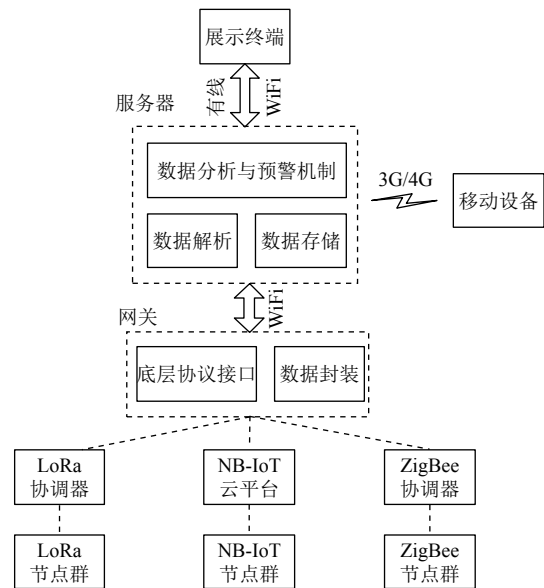 展示终端
有线
WiFi
服务器
数据分析与预警机制
3G/4G
移动设备
数据解析
数据存储
WiFi
网关
底层协议接口
数据封装
LoRa
协调器
NB-IoT
云平台
ZigBee
协调器
LoRa
节点群
NB-IoT
节点群
ZigBee
节点群